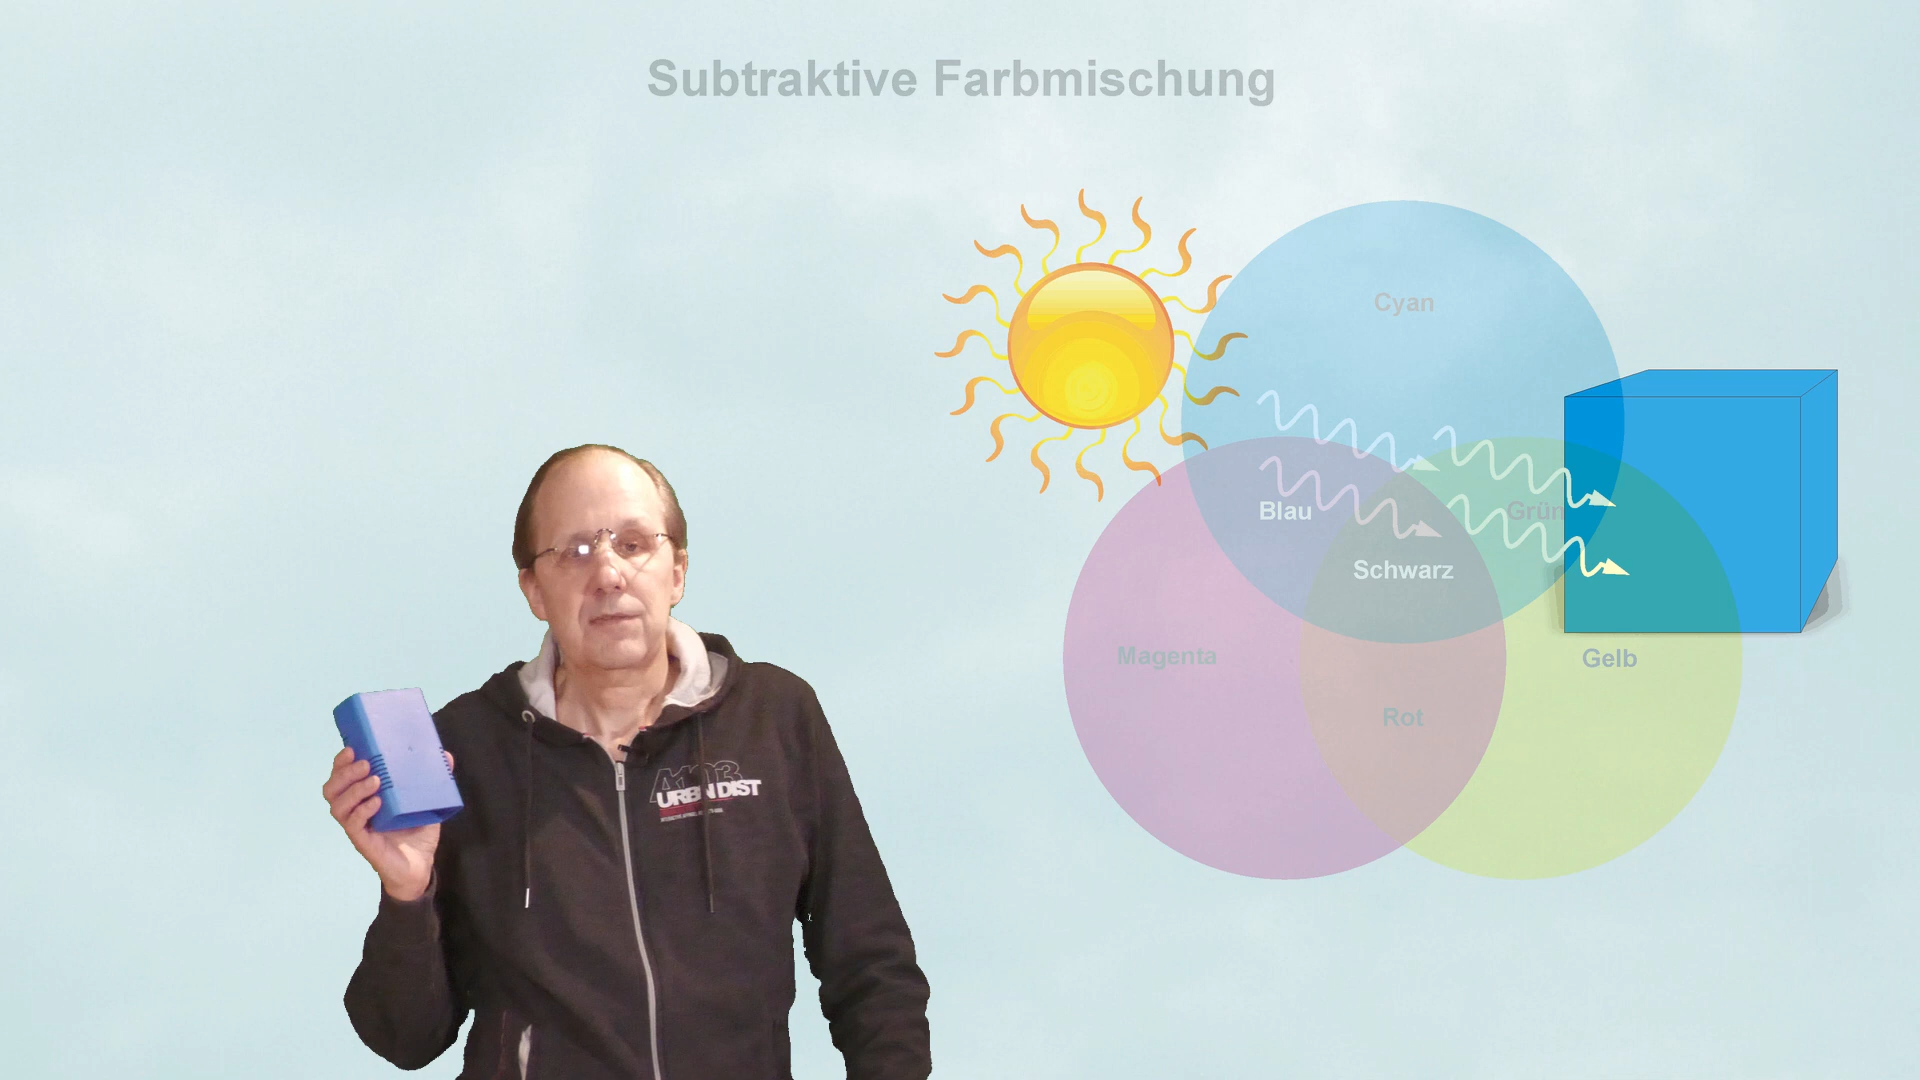 Subtraktive Farbmischung
Cyan
Blau
Grün
Schwarz
Magenta
Gelb
Rot
URBN DIST